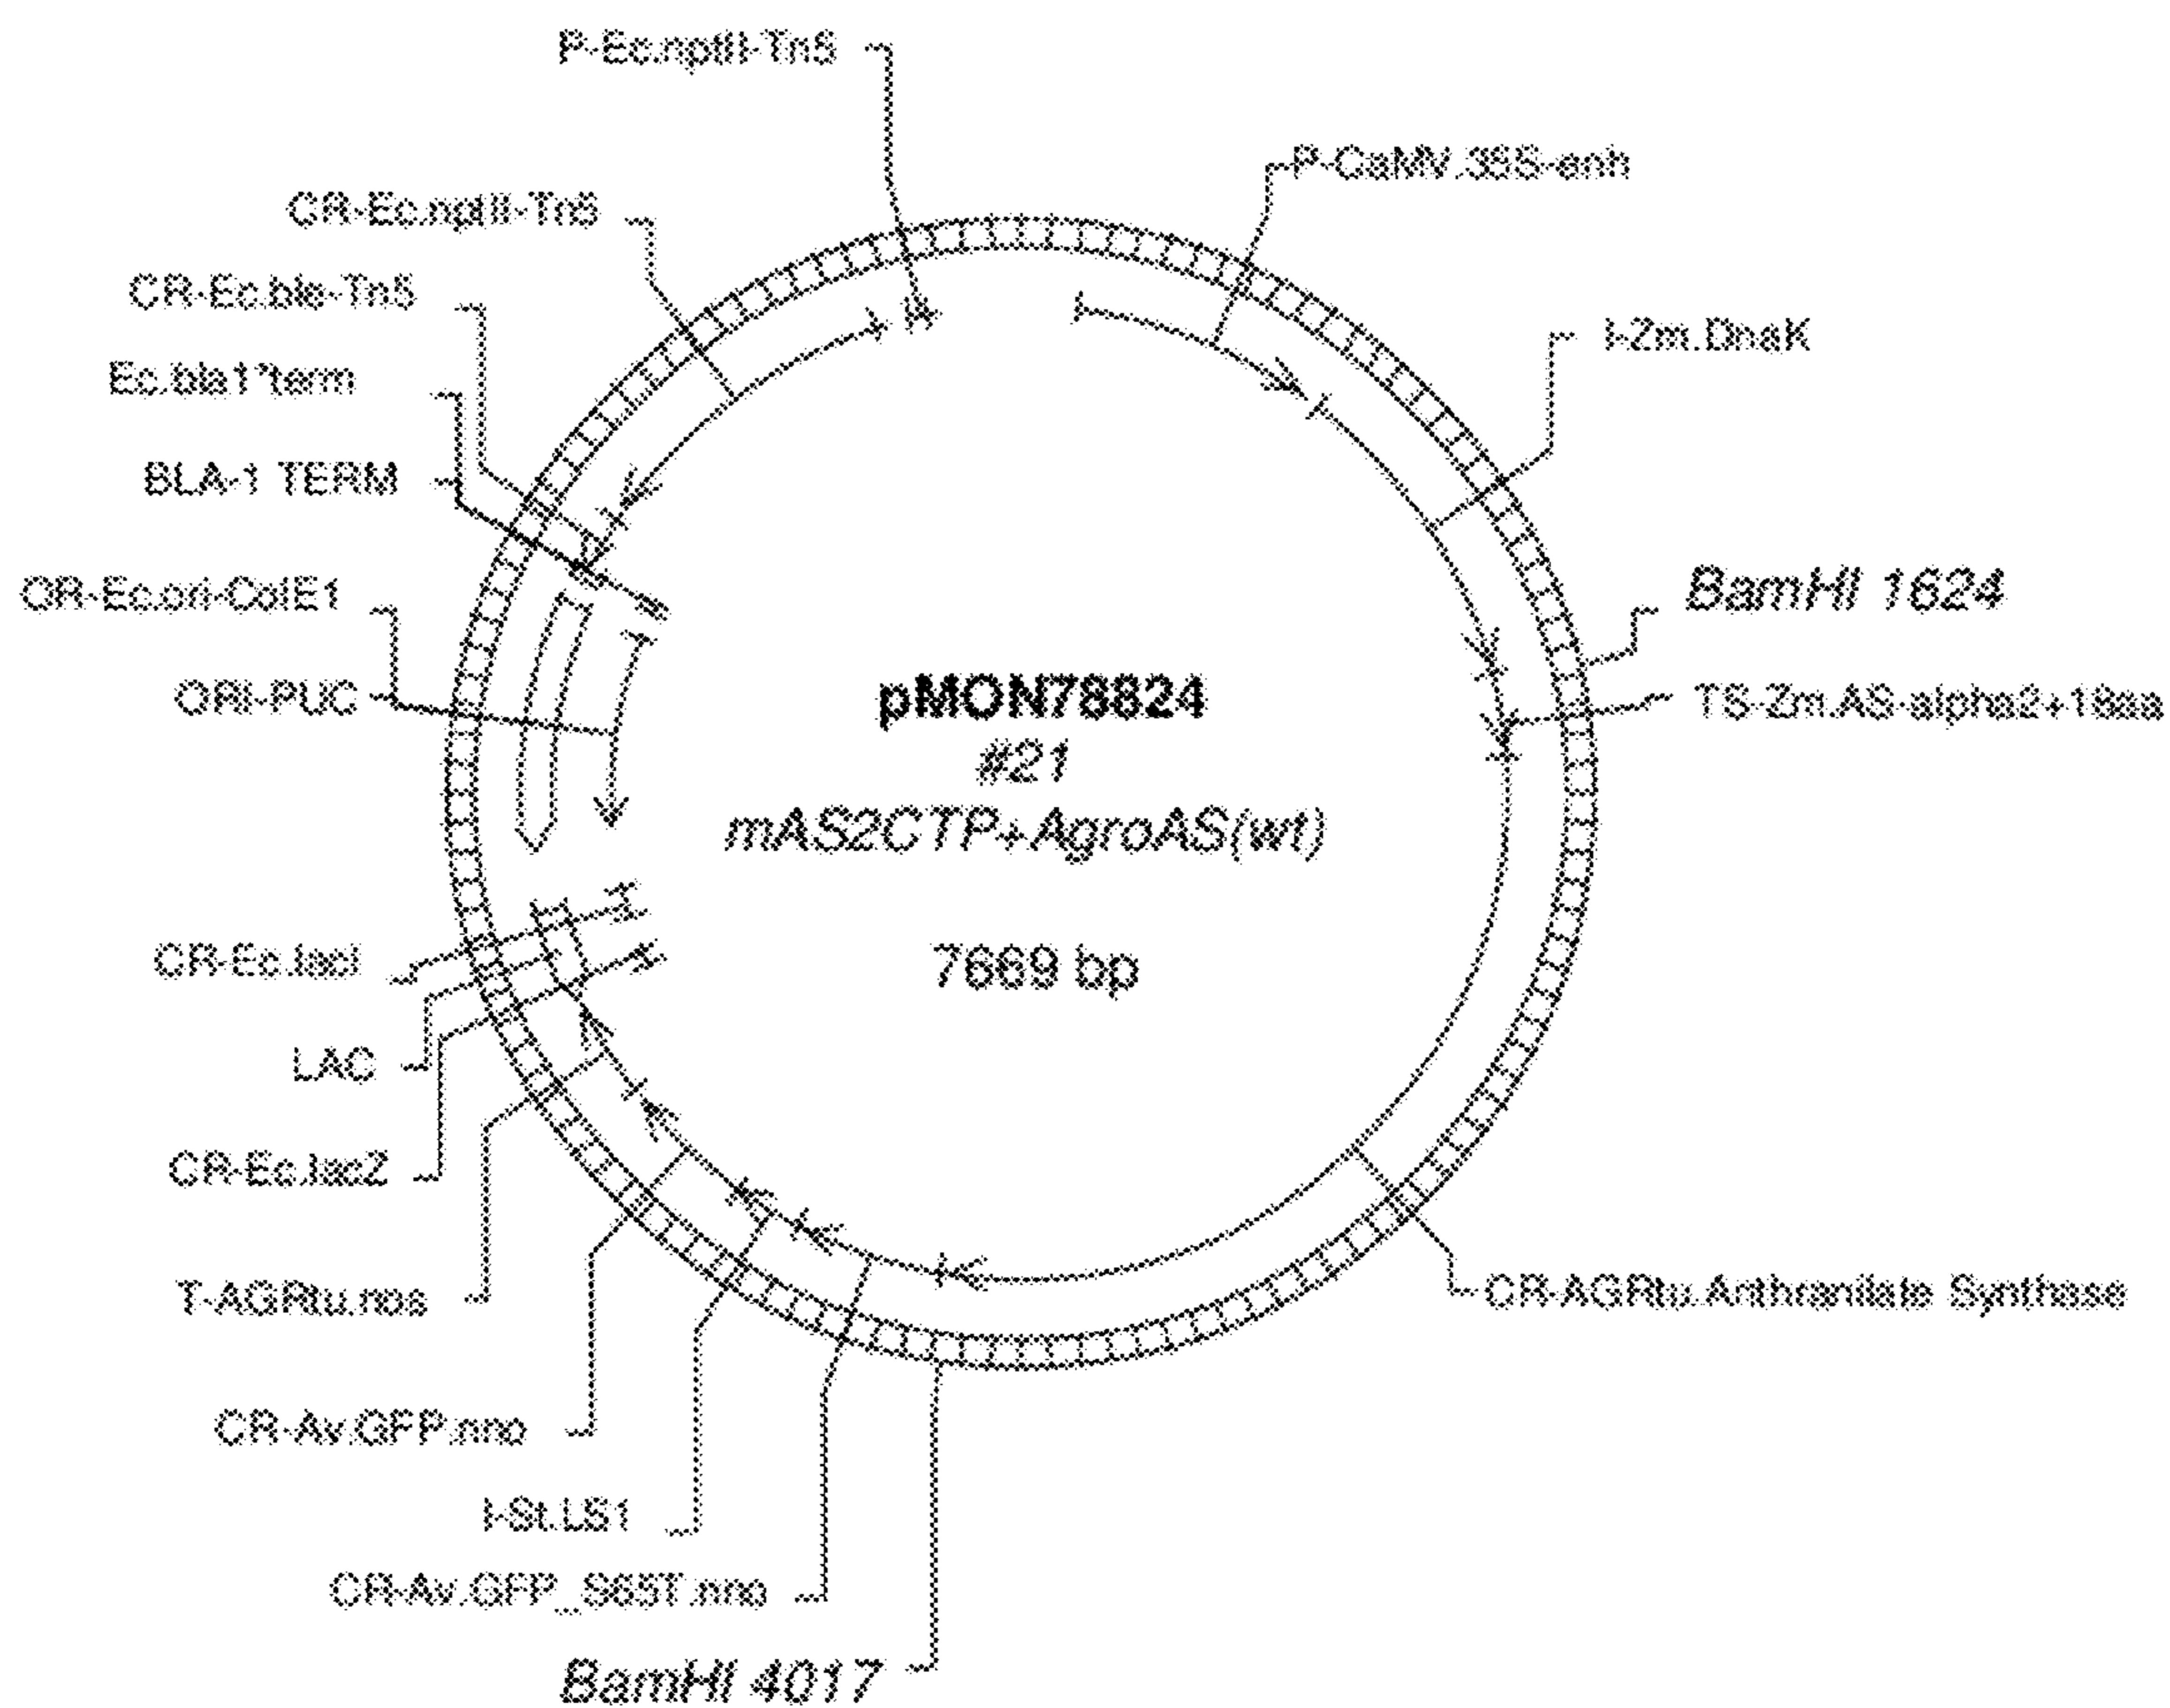 P-Ec.nptII-Tn5
P-CaMV.35S-enh
CR-Ec.nptII-Tn5
CR-Ec.ble-Tn5
I-Zm.DnaK
Ec.bla1*term
BLA-1 TERM
OR-Ec.ori-ColE1
BamHI 1624
ORI-PUC
pMON78824
TS-Zm.AS-alpha2+18aa
#21
mAS2CTP+AgroAS(wt)
CR-Ec.lacI
7669 bp
LAC
CR-Ec.lacZ
T-AGRtu.nos
CR-AGRtu.Anthranilate Synthase
CR-Av.GFP.nno
I-St.LS1
CR-Av.GFP_S65T.nno
BamHI 4017